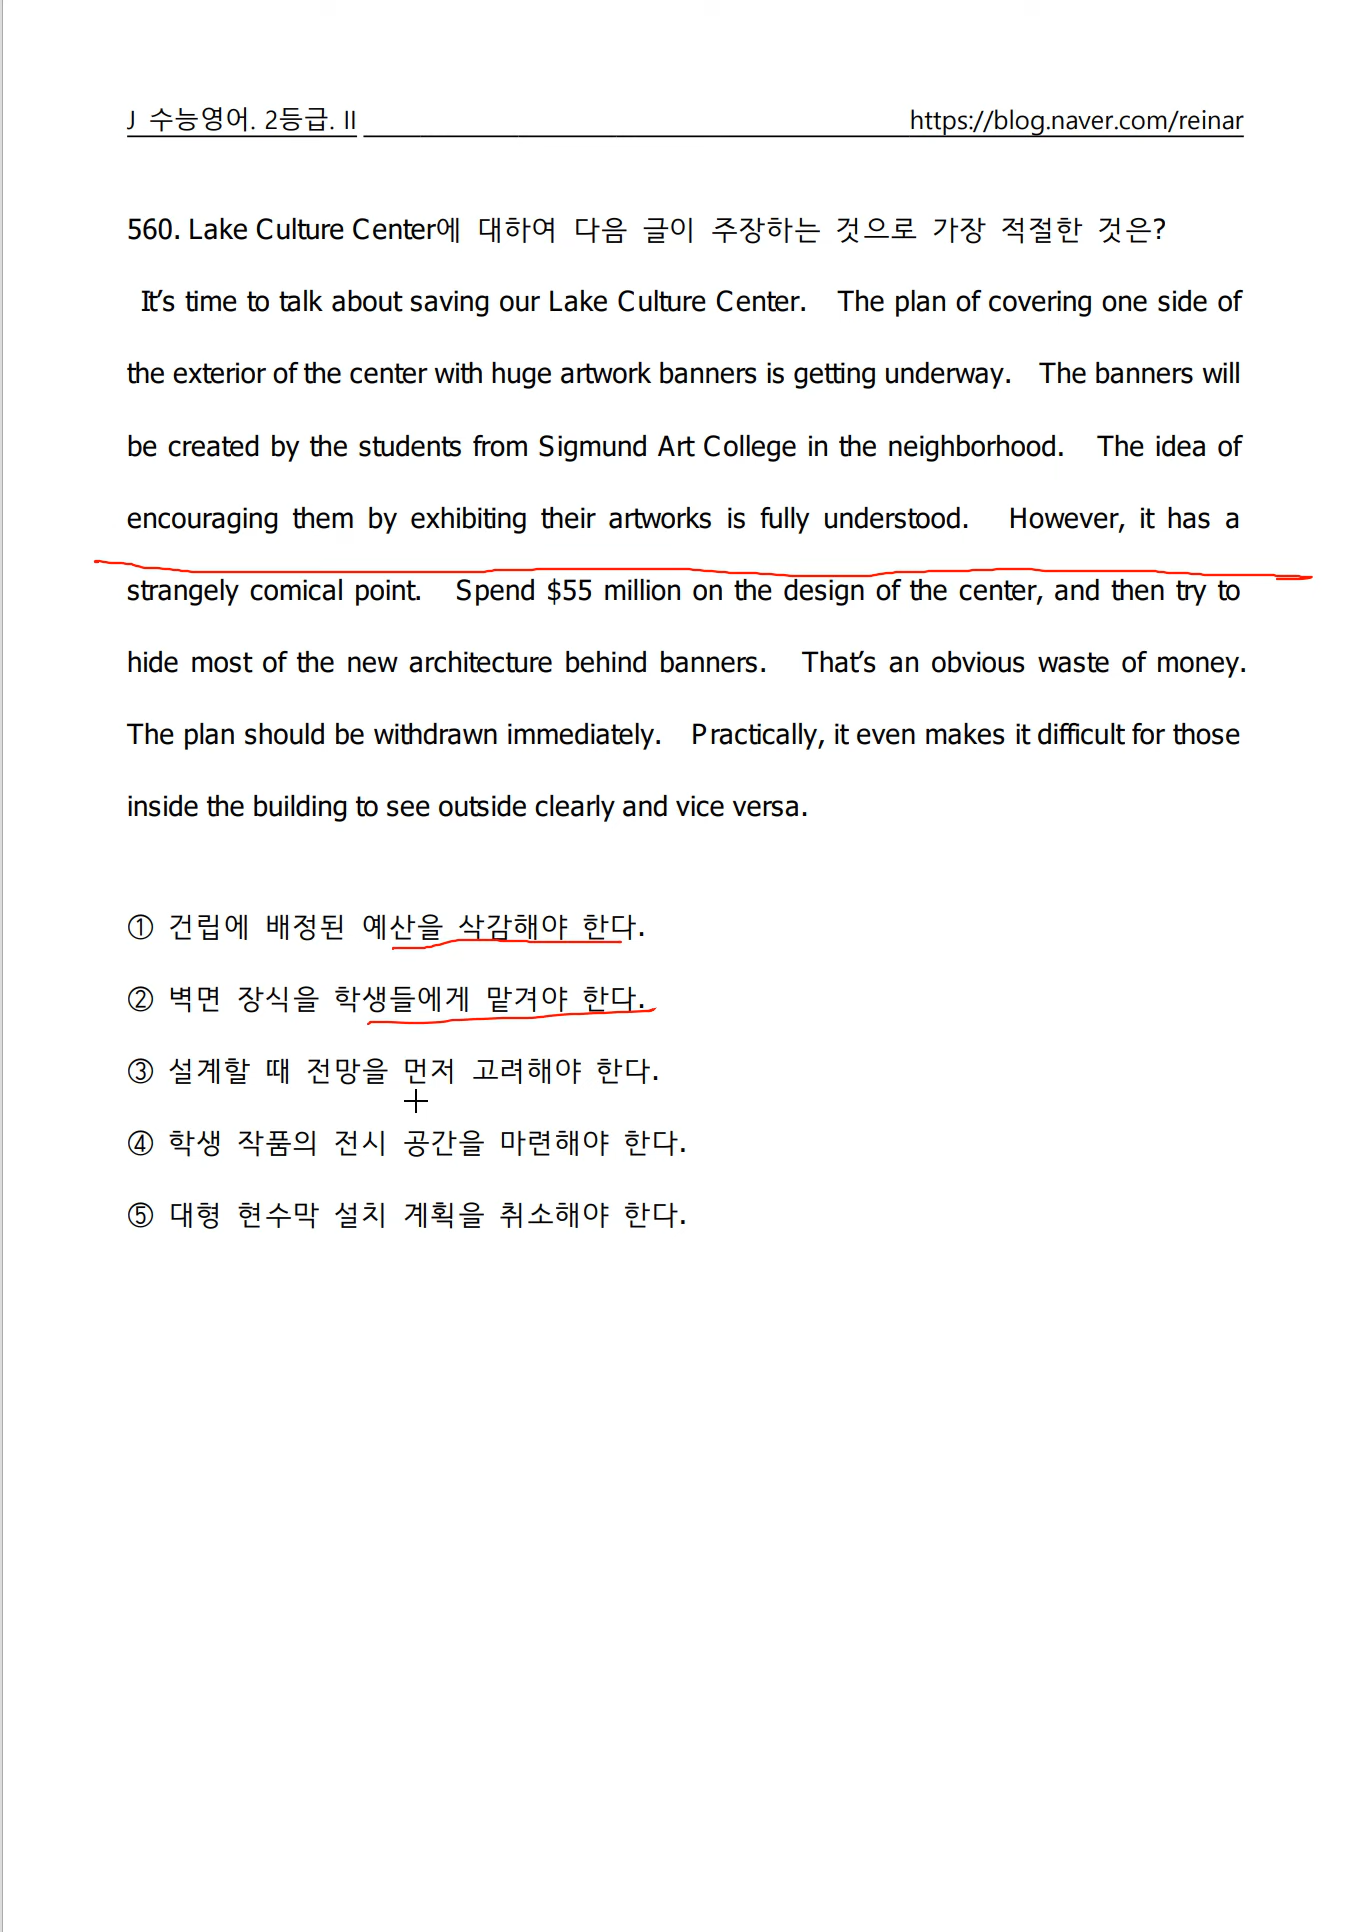 J 수능영어. 2등급. II https://blog.naver.com/reinar
560. Lake Culture Center에 대하여 다음 글이 주장하는 것으로 가장 적절한 것은?
It's time to talk about saving our Lake Culture Center. The plan of covering one side of
the exterior of the center with huge artwork banners is getting underway. The banners will
be created by the students from Sigmund Art College in the neighborhood. The idea of
encouraging them by exhibiting their artworks is fully understood. However, it has a
strangely comical point. Spend $55 million on the design of the center, and then try to
hide most of the new architecture behind banners. That's an obvious waste of money.
The plan should be withdrawn immediately. Practically, it even makes it difficult for those
inside the building to see outside clearly and vice versa.
① 건립에 배정된 예산을 삭감해야 한다.
② 벽면 장식을 학생들에게 맡겨야 한다.
③ 설계할 때 전망을 먼저 고려해야 한다.
④ 학생 작품의 전시 공간을 마련해야 한다.
⑤ 대형 현수막 설치 계획을 취소해야 한다.